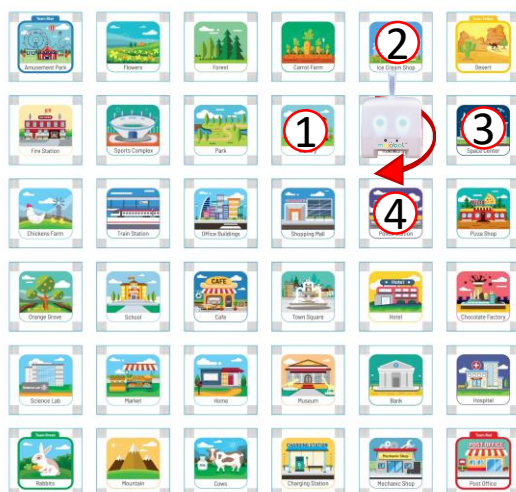 Team Blue
Team Yellow
Amusement Park
Flowers
Forest
Carrot Farm
2
Ice Cream Shop
Desert
Fire Station
Sports Complex
Park
1
3
Space Center
Chickens Farm
Train Station
Office Buildings
Shopping Mall
4
Pizza Shop
CAFE
HOTEL
Orange Grove
School
Cafe
Town Square
Hotel
Chocolate Factory
Science Lab
Market
Home
Museum
Bank
Hospital
Team Green
Team Red
CHARGING STATION
Mechanic Shop
POST OFFICE
Rabbits
Mountain
Cows
Charging Station
Mechanic Shop
Post Office